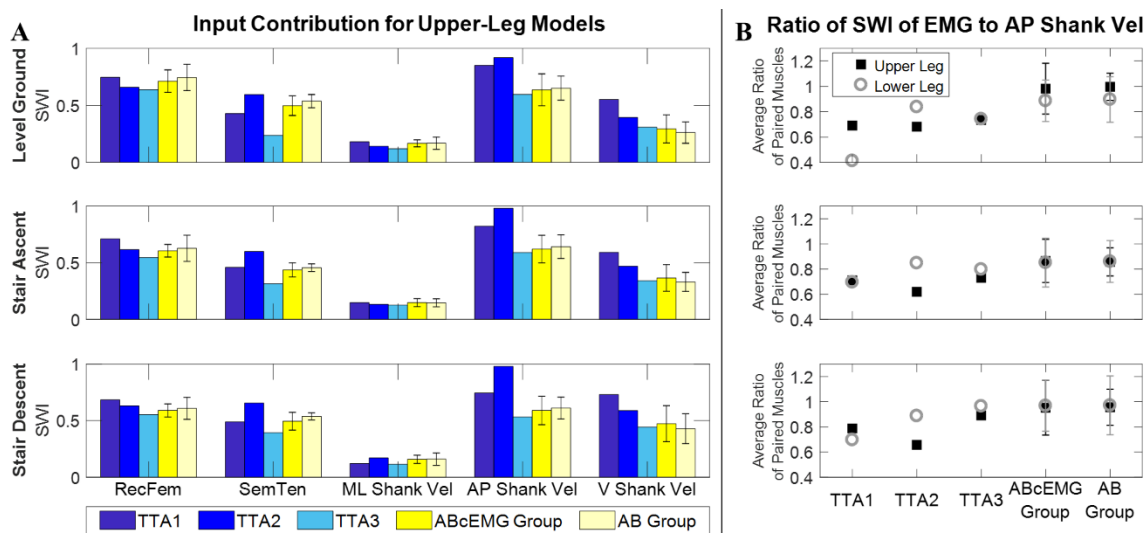 A
Input Contribution for Upper-Leg Models
Level Ground
SWI
1
0.5
0
Stair Ascent
SWI
1
0.5
0
Stair Descent
SWI
1
0.5
0
RecFem SemTen ML Shank Vel AP Shank Vel V Shank Vel
TTA1 TTA2 TTA3 ABcEMG Group AB Group
B
Ratio of SWI of EMG to AP Shank Vel
Average Ratio
of Paired Muscles
1.2
1
0.8
0.6
0.4
Upper Leg
Lower Leg
Average Ratio
of Paired Muscles
1.2
1
0.8
0.6
0.4
Average Ratio
of Paired Muscles
1.2
1
0.8
0.6
0.4
TTA1 TTA2 TTA3 ABcEMG AB
Group Group